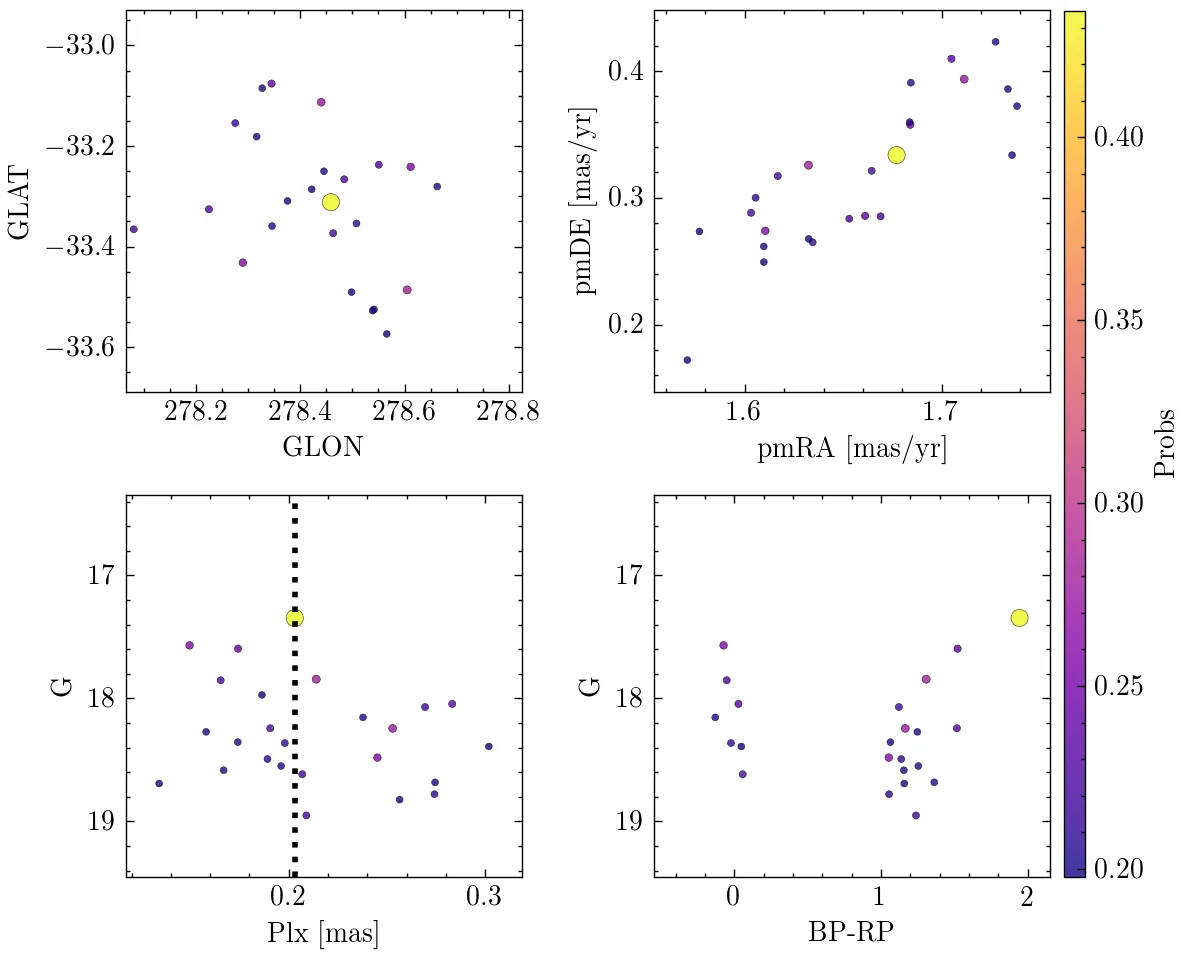 −33.0
−33.2
−33.4
−33.6
GLAT
278.2 278.4 278.6 278.8
GLON
0.4
0.3
0.2
pmDE [mas/yr]
1.6 1.7
pmRA [mas/yr]
17
18
19
G
0.2 0.3
Plx [mas]
17
18
19
G
0 1 2
BP-RP
0.40
0.35
0.30
0.25
0.20
Probs